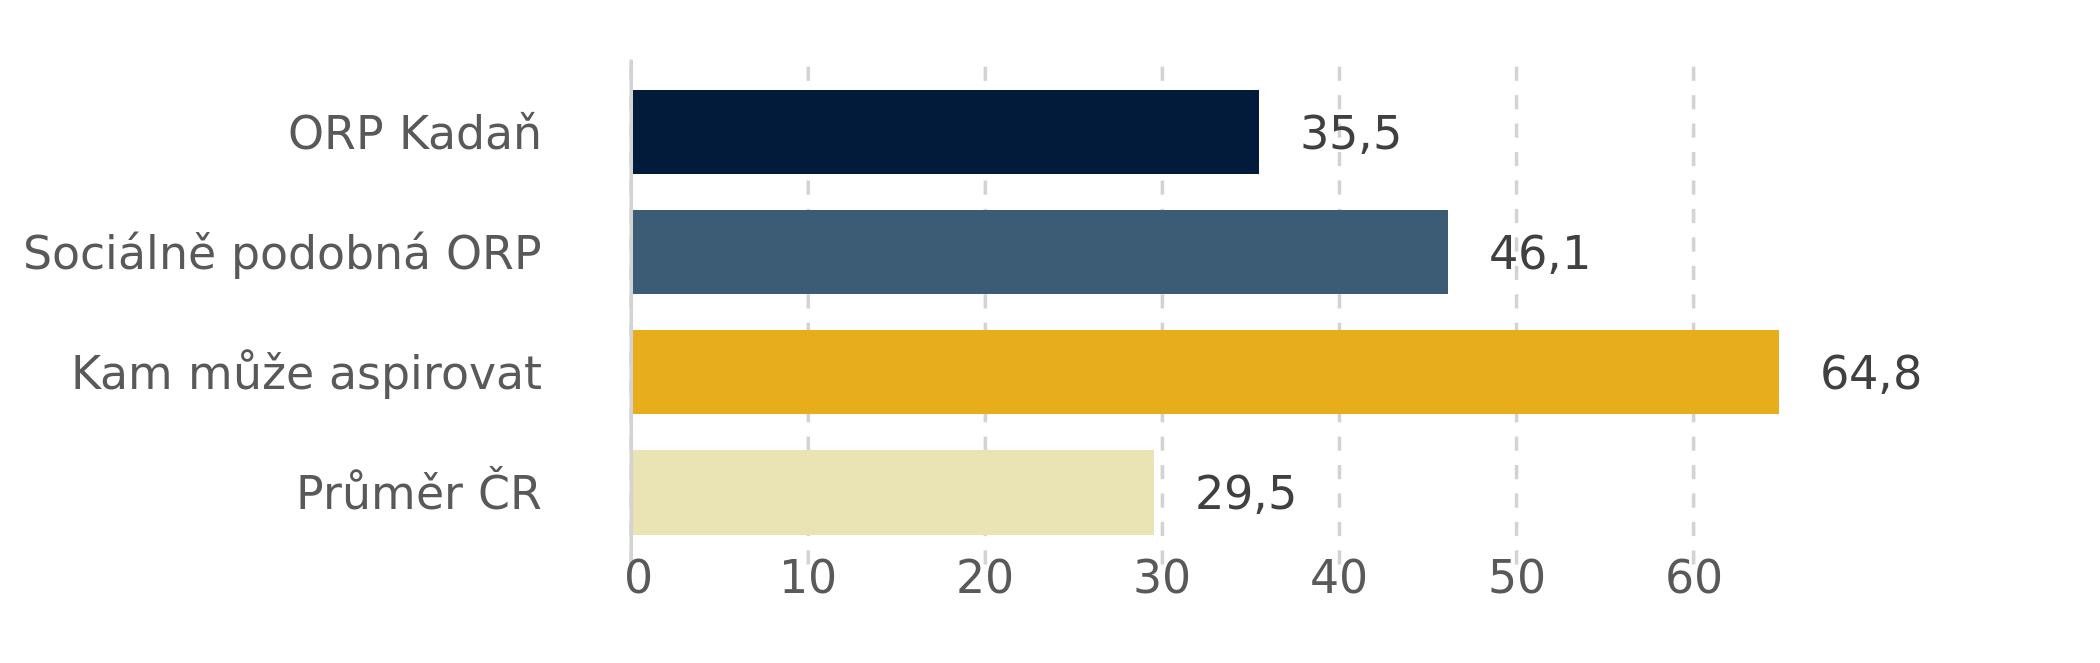 ORP Kadaň 35,5
Sociálně podobná ORP 46,1
Kam může aspirovat 64,8
Průměr ČR 29,5
0 10 20 30 40 50 60